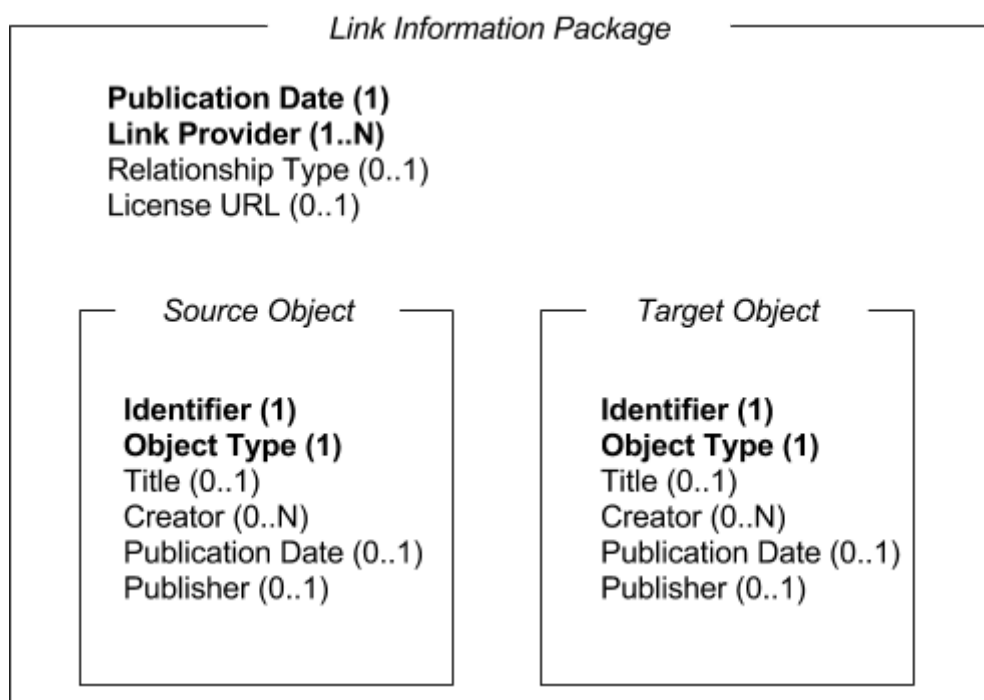 Link Information Package
Publication Date (1)
Link Provider (1..N)
Relationship Type (0..1)
License URL (0..1)
Source Object
Identifier (1)
Object Type (1)
Title (0..1)
Creator (0..N)
Publication Date (0..1)
Publisher (0..1)
Target Object
Identifier (1)
Object Type (1)
Title (0..1)
Creator (0..N)
Publication Date (0..1)
Publisher (0..1)